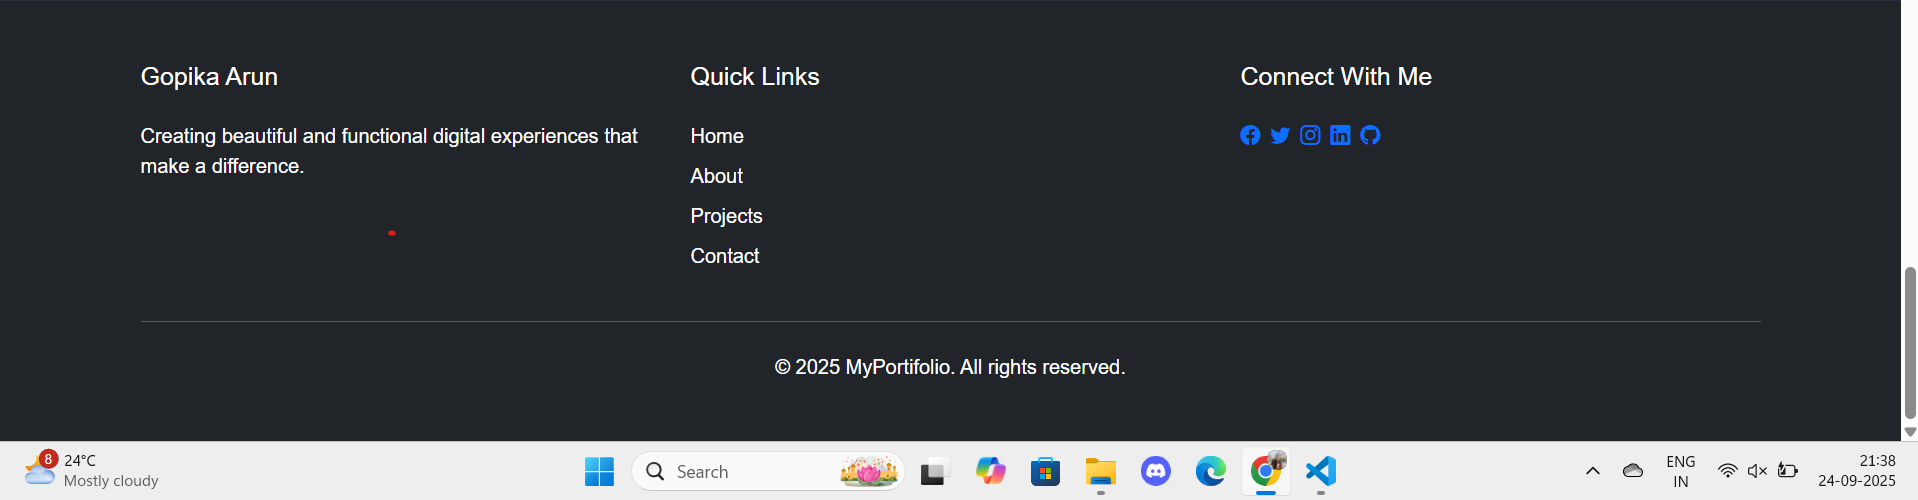 Gopika Arun
Creating beautiful and functional digital experiences that
make a difference.
Quick Links
Home
About
Projects
Contact
Connect With Me
© 2025 MyPortifolio. All rights reserved.
8
24°C
Mostly cloudy
Search
ENG
IN
21:38
24-09-2025